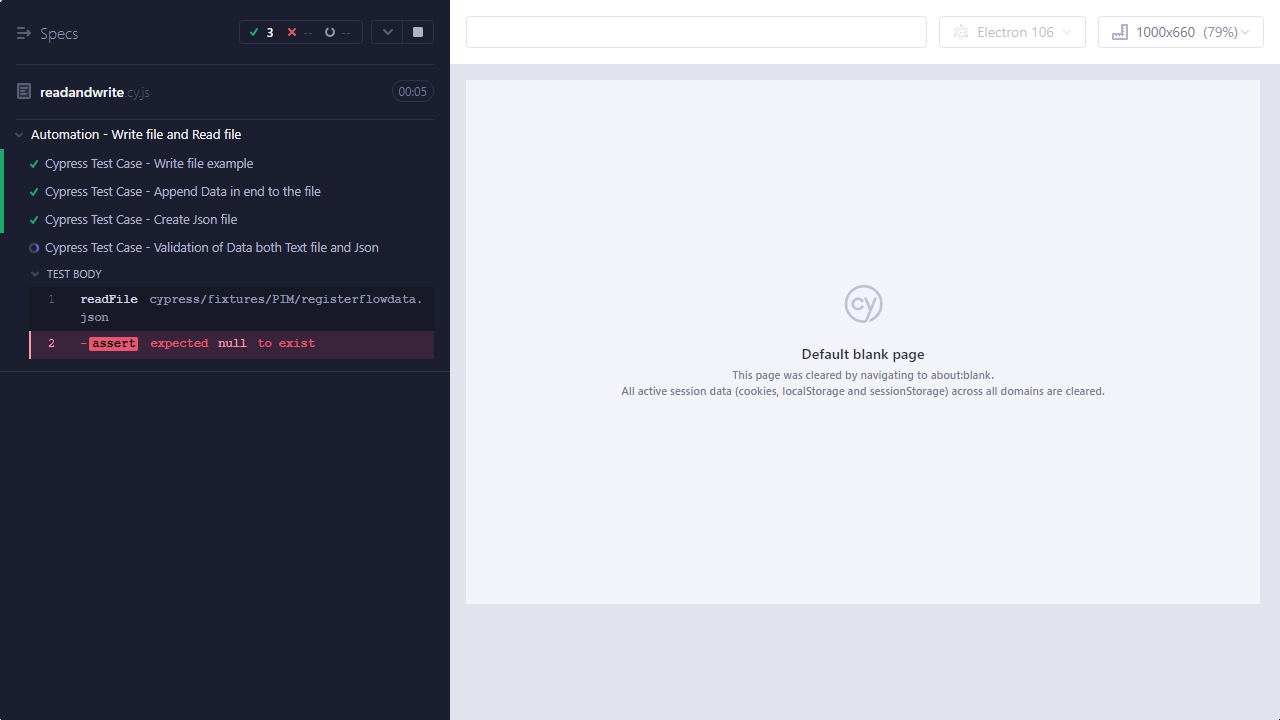 Specs
3 -- --
readandwrite.cy.js
00:05
Automation - Write file and Read file
Cypress Test Case - Write file example
Cypress Test Case - Append Data in end to the file
Cypress Test Case - Create Json file
Cypress Test Case - Validation of Data both Text file and Json
TEST BODY
1 readFile cypress/fixtures/PIM/registerflowdata.
json
2 -assert expected null to exist
Electron 106
1000x660 (79%)
cy
Default blank page
This page was cleared by navigating to about:blank.
All active session data (cookies, localStorage and sessionStorage) across all domains are cleared.